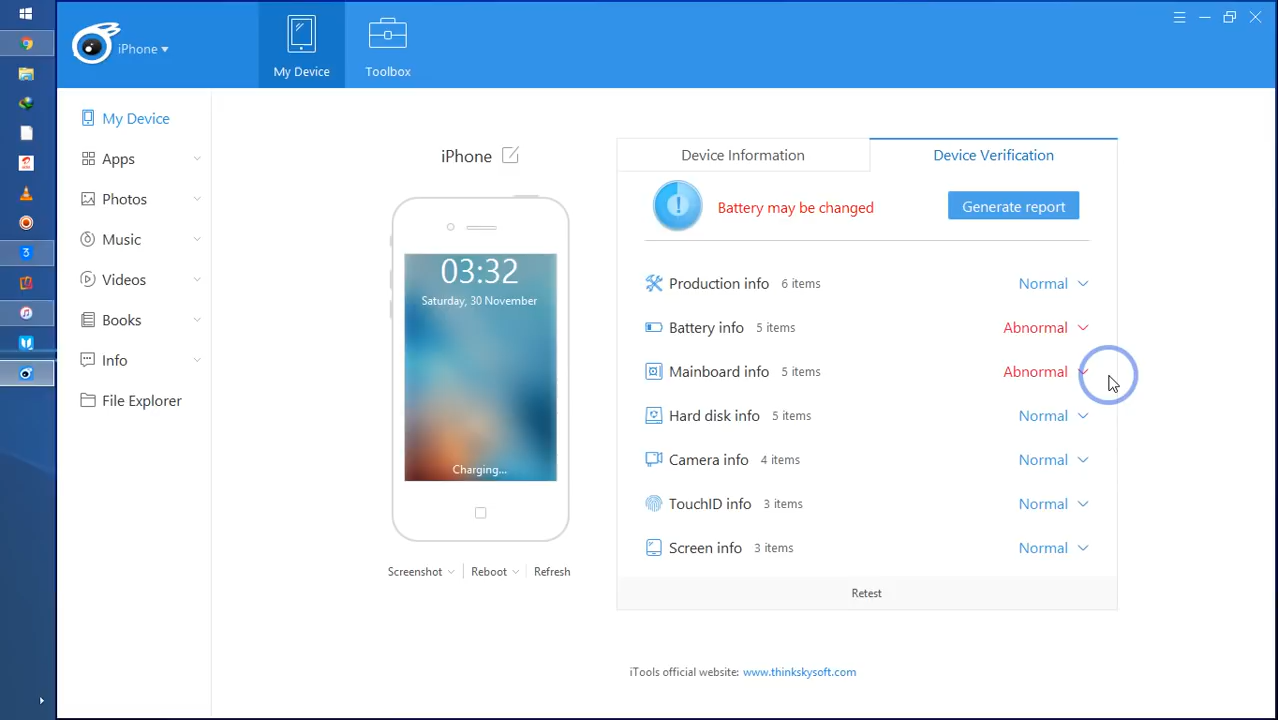 iPhone
My Device
Toolbox
My Device
Apps
Photos
Music
Videos
Books
Info
File Explorer
iPhone
03:32
Saturday, 30 November
Charging...
Screenshot
Reboot
Refresh
Device Information
Device Verification
Battery may be changed
Generate report
Production info 6 items Normal
Battery info 5 items Abnormal
Mainboard info 5 items Abnormal
Hard disk info 5 items Normal
Camera info 4 items Normal
TouchID info 3 items Normal
Screen info 3 items Normal
Retest
iTools official website: www.thinkskysoft.com